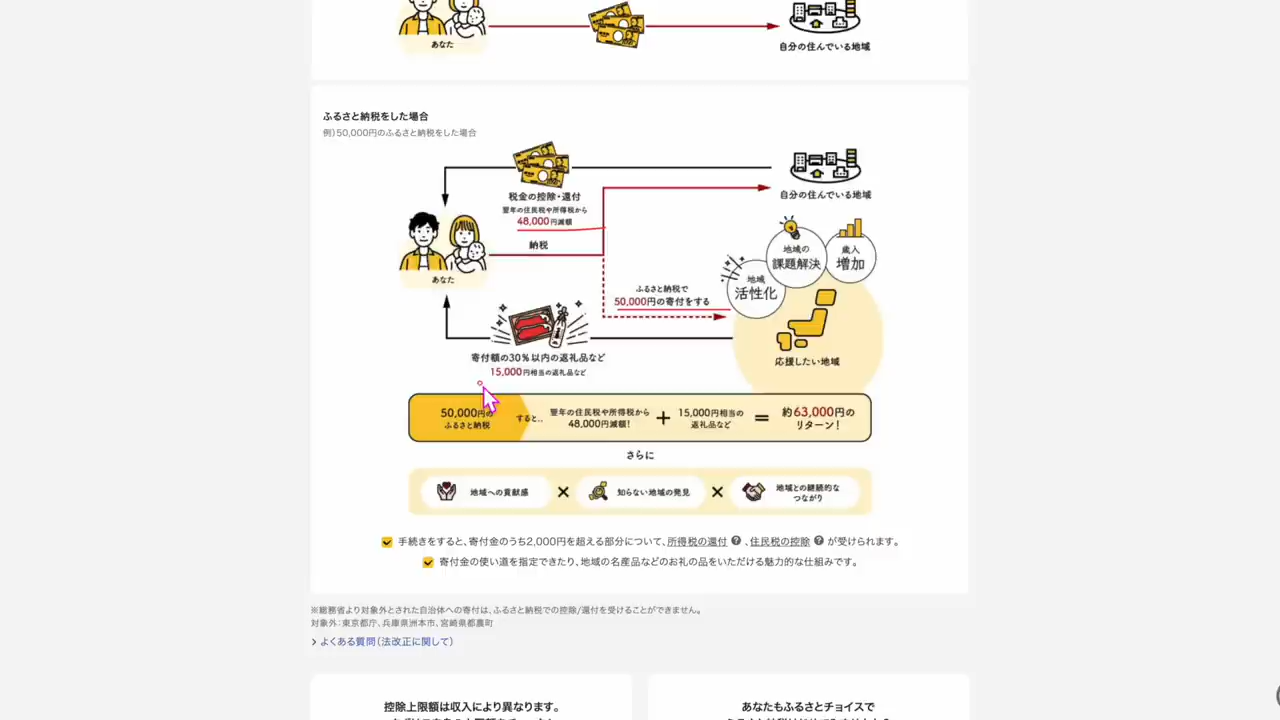 あなた
自分の住んでいる地域
ふるさと納税をした場合
例）50,000円のふるさと納税をした場合
税金の控除・還付
翌年の住民税や所得税から
48,000円減額
自分の住んでいる地域
納税
あなた
地域の
課題解決
歳入
増加
地域
活性化
ふるさと納税で
50,000円の寄付をする
応援したい地域
寄付額の30％以内の返礼品など
15,000円相当の返礼品など
50,000円の
ふるさと納税
すると..
翌年の住民税や所得税から
48,000円減額！
＋
15,000円相当の
返礼品など
＝
約63,000円の
リターン！
さらに
地域への貢献感
×
知らない地域の発見
×
地域との継続的な
つながり
手続きをすると、寄付金のうち2,000円を超える部分について、所得税の還付 ? 、住民税の控除 ? が受けられます。
寄付金の使い道を指定できたり、地域の名産品などのお礼の品をいただける魅力的な仕組みです。
※総務省より対象外とされた自治体への寄付は、ふるさと納税での控除/還付を受けることができません。
対象外：東京都庁、兵庫県洲本市、宮崎県都農町
よくある質問（法改正に関して）
控除上限額は収入により異なります。
あなたもふるさとチョイスで